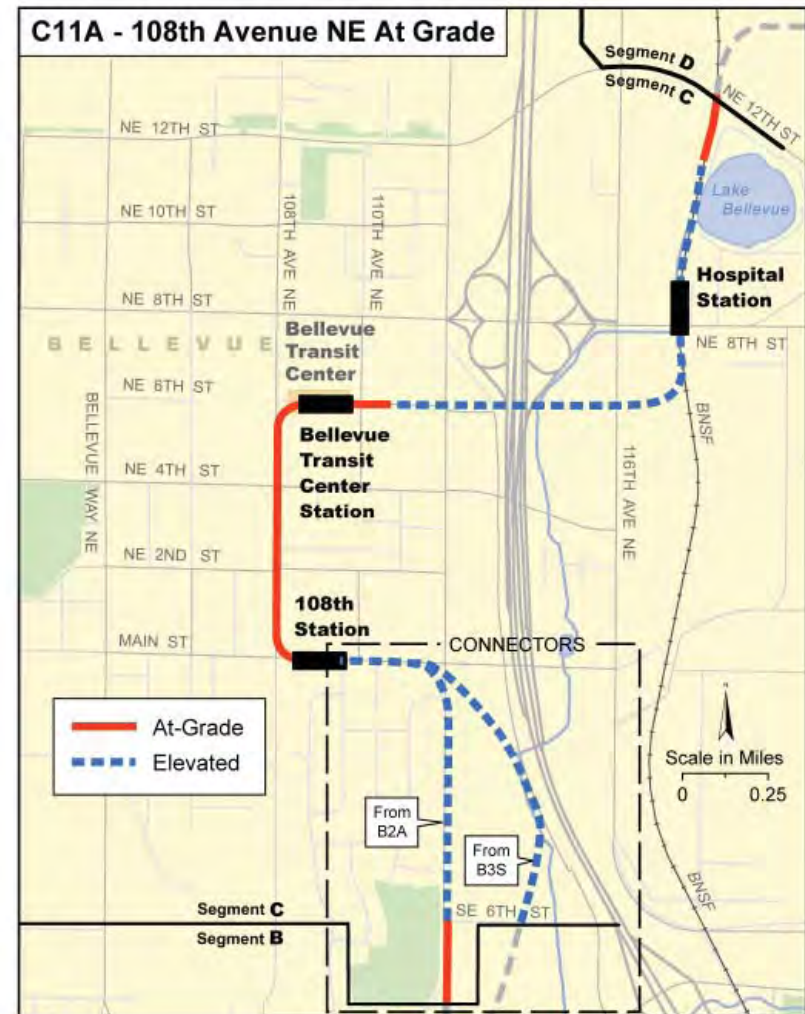 C11A - 108th Avenue NE At Grade
Segment D
Segment C
NE 12TH ST
NE 12TH ST
Lake
Bellevue
108TH AVE NE
110TH AVE NE
NE 10TH ST
Hospital
Station
NE 8TH ST
NE 8TH ST
BELLEVUE
Bellevue
Transit
Center
NE 6TH ST
BELLEVUE WAY NE
BNSF
Bellevue
Transit
Center
Station
116TH AVE NE
NE 4TH ST
NE 2ND ST
108th
Station
MAIN ST
CONNECTORS
At-Grade
Elevated
Scale in Miles
0 0.25
From
B2A
From
B3S
BNSF
Segment C
Segment B
SE 6TH ST